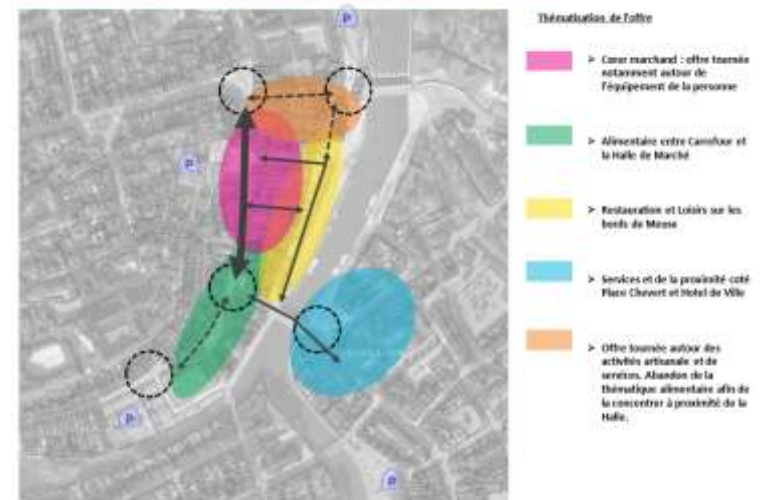 Thématisation de l'offre
➢ Cœur marchand : offre tournée
notamment autour de
l'équipement de la personne
➢ Alimentaire entre Carrefour et
la Halle de Marché
➢ Restauration et Loisirs sur les
bords de Meuse
➢ Services et de la proximité coté
Place Chevert et Hotel de Ville
➢ Offre tournée autour des
activités artisanale et de
services. Abandon de la
thématique alimentaire afin de
la concentrer à proximité de la
Halle.
P
P
P
P